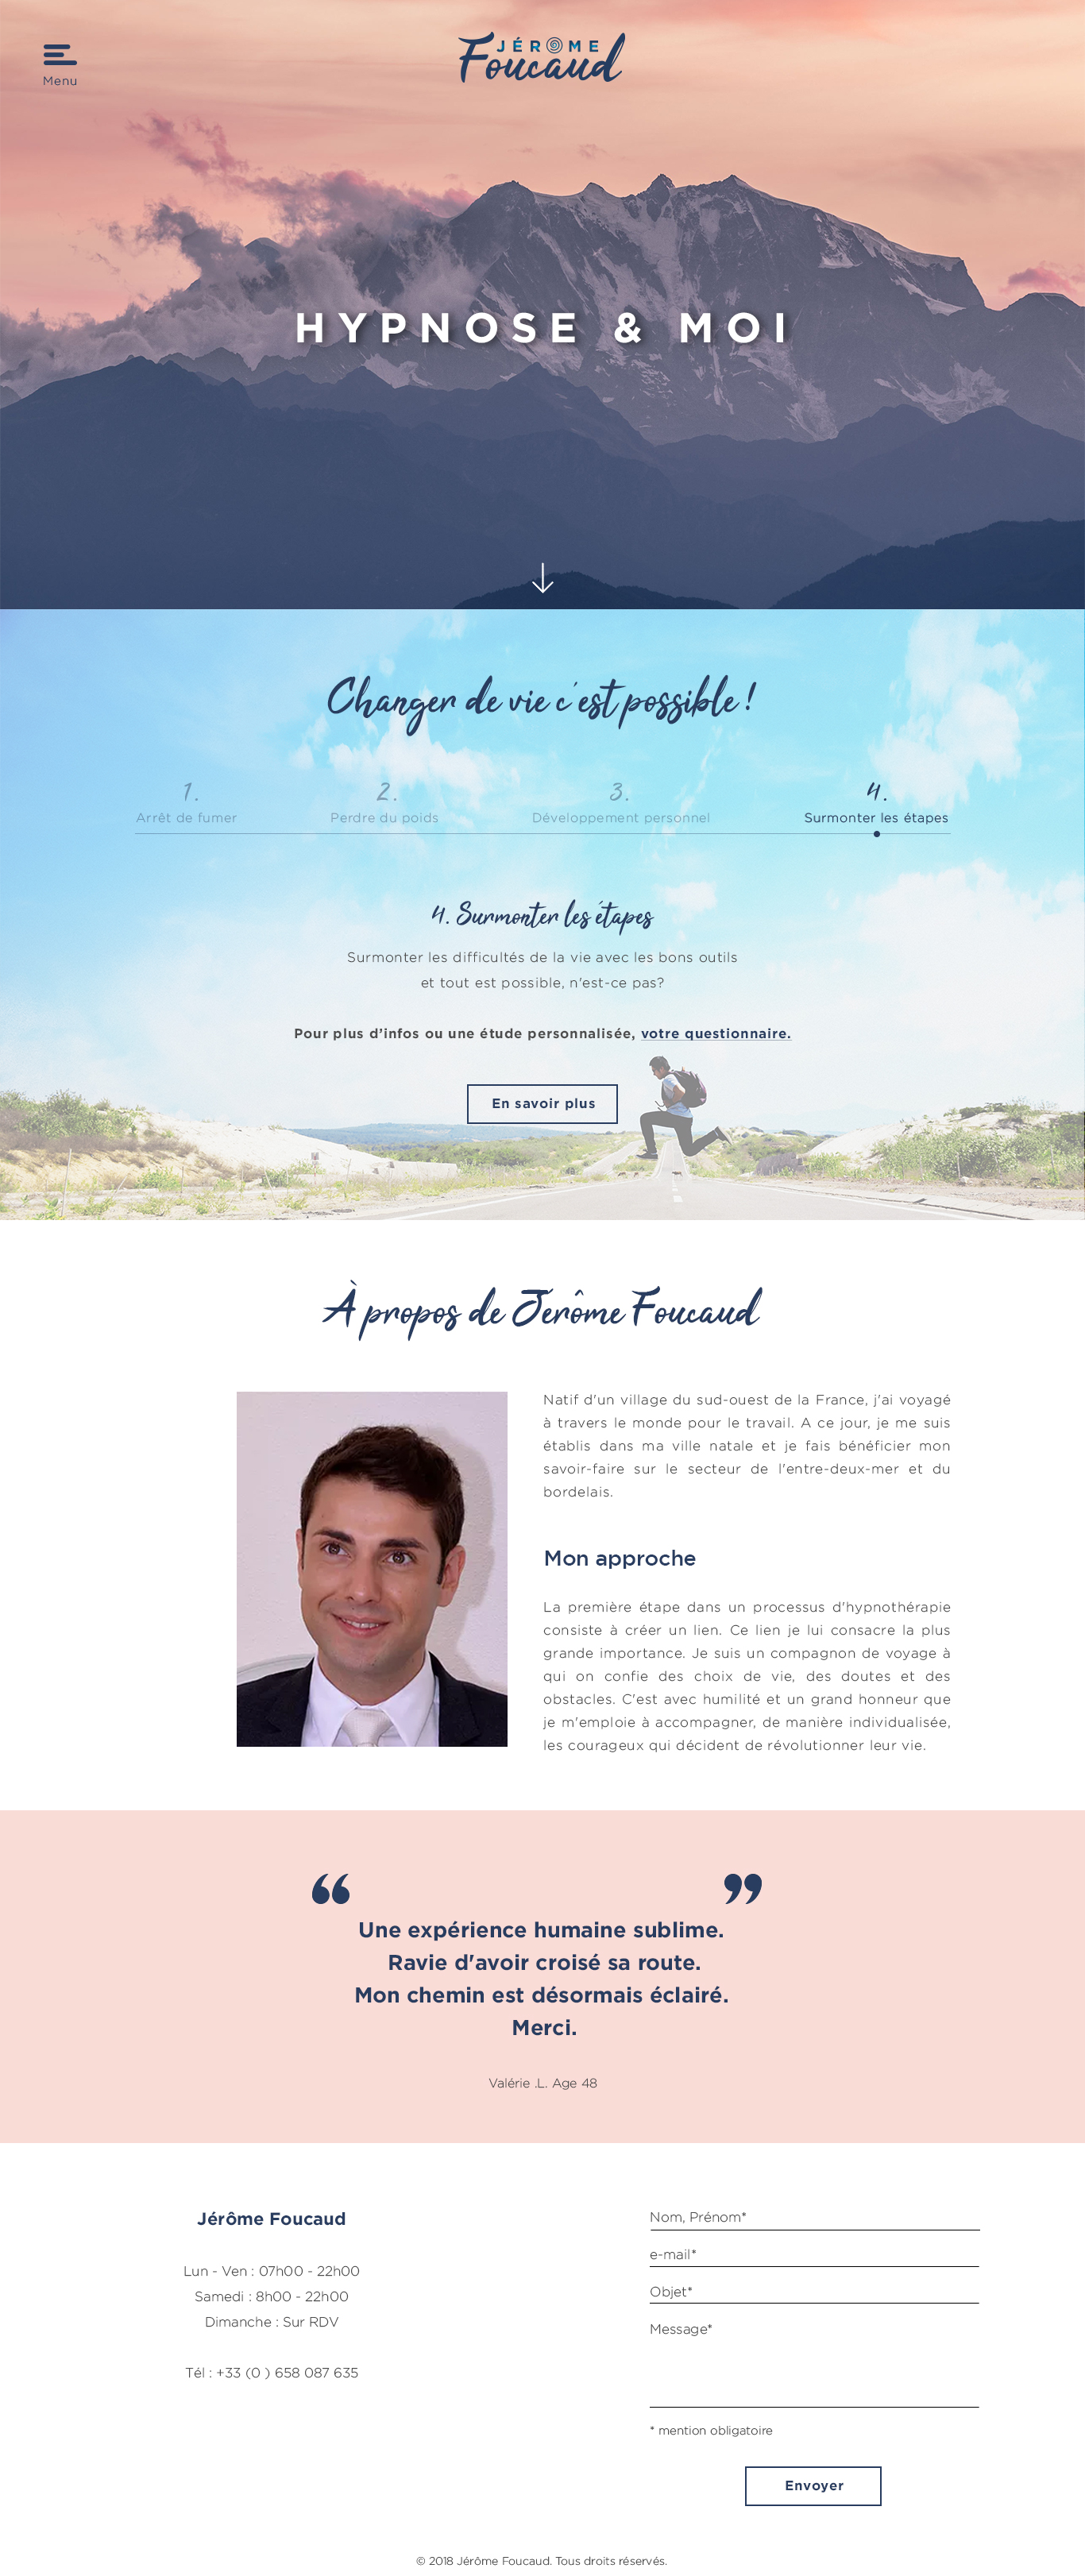 Menu
JÉRÔME
Foucaud
HYPNOSE & MOI
Changer de vie c'est possible !
1. 2. 3. 4.
Arrêt de fumer Perdre du poids Développement personnel Surmonter les étapes
4. Surmonter les étapes
Surmonter les difficultés de la vie avec les bons outils
et tout est possible, n'est-ce pas?
Pour plus d'infos ou une étude personnalisée, votre questionnaire.
En savoir plus
À propos de Jérôme Foucaud
Natif d'un village du sud-ouest de la France, j'ai voyagé
à travers le monde pour le travail. A ce jour, je me suis
établis dans ma ville natale et je fais bénéficier mon
savoir-faire sur le secteur de l'entre-deux-mer et du
bordelais.
Mon approche
La première étape dans un processus d'hypnothérapie
consiste à créer un lien. Ce lien je lui consacre la plus
grande importance. Je suis un compagnon de voyage à
qui on confie des choix de vie, des doutes et des
obstacles. C'est avec humilité et un grand honneur que
je m'emploie à accompagner, de manière individualisée,
les courageux qui décident de révolutionner leur vie.
“ ”
Une expérience humaine sublime.
Ravie d'avoir croisé sa route.
Mon chemin est désormais éclairé.
Merci.
Valérie .L. Age 48
Jérôme Foucaud
Lun - Ven : 07h00 - 22h00
Samedi : 8h00 - 22h00
Dimanche : Sur RDV
Tél : +33 (0 ) 658 087 635
Nom, Prénom*
e-mail*
Objet*
Message*
* mention obligatoire
Envoyer
© 2018 Jérôme Foucaud. Tous droits réservés.